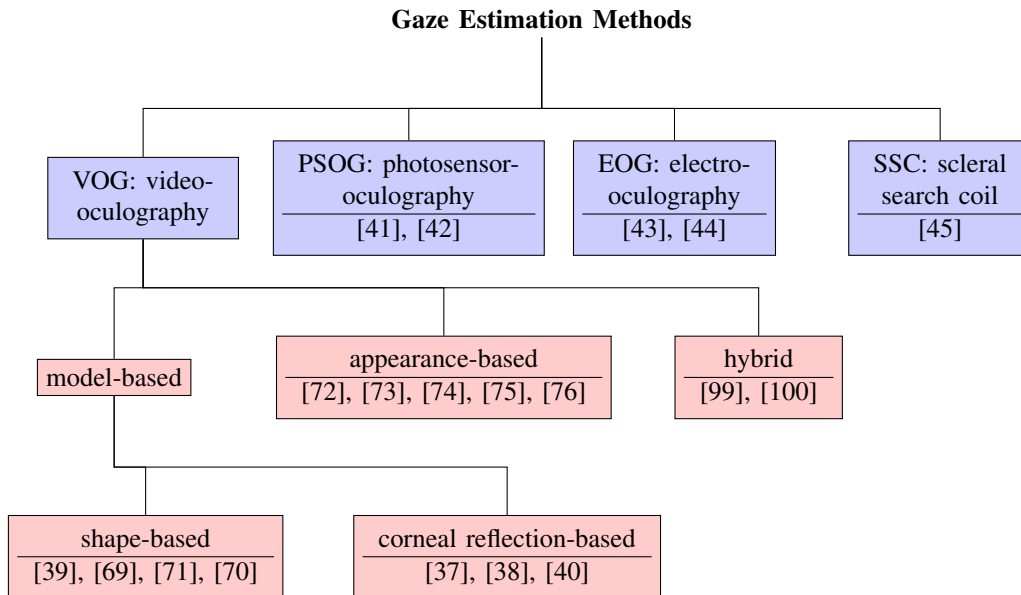 Gaze Estimation Methods
VOG: video-
oculography
PSOG: photosensor-
oculography
[41], [42]
EOG: electro-
oculography
[43], [44]
SSC: scleral
search coil
[45]
model-based
appearance-based
[72], [73], [74], [75], [76]
hybrid
[99], [100]
shape-based
[39], [69], [71], [70]
corneal reflection-based
[37], [38], [40]